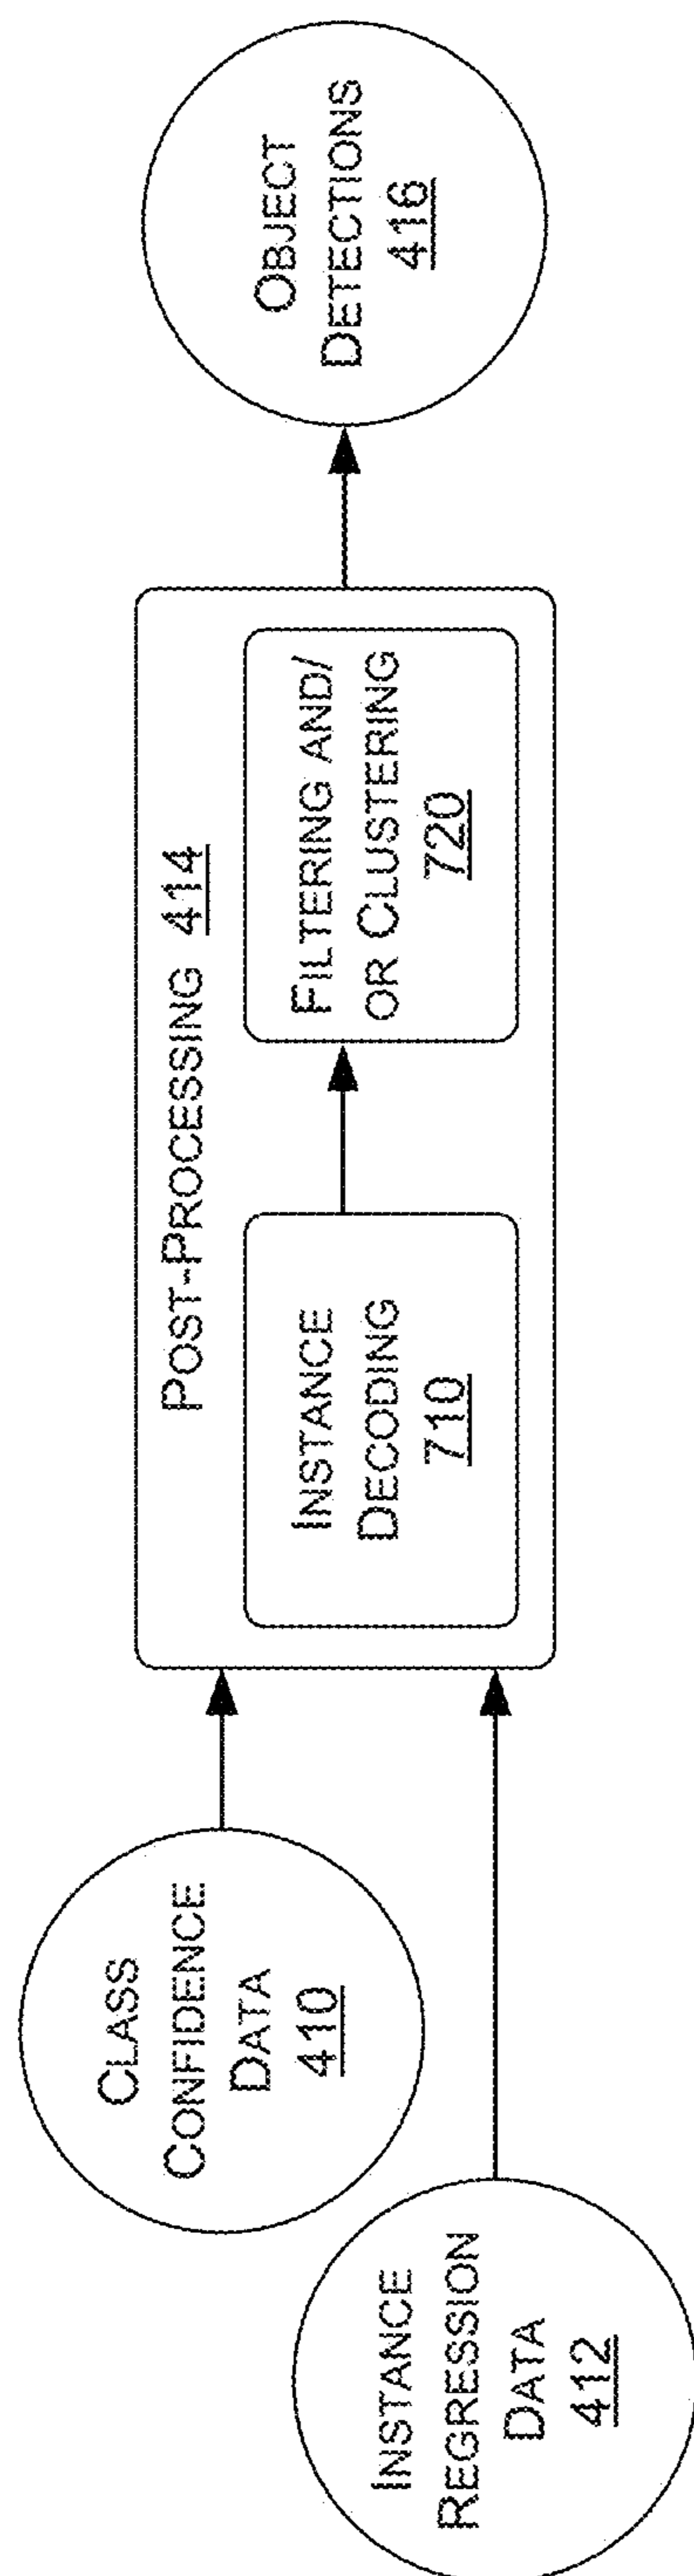 CLASS
CONFIDENCE
DATA
410
INSTANCE
REGRESSION
DATA
412
POST-PROCESSING 414
INSTANCE
DECODING
710
FILTERING AND/
OR CLUSTERING
720
OBJECT
DETECTIONS
416